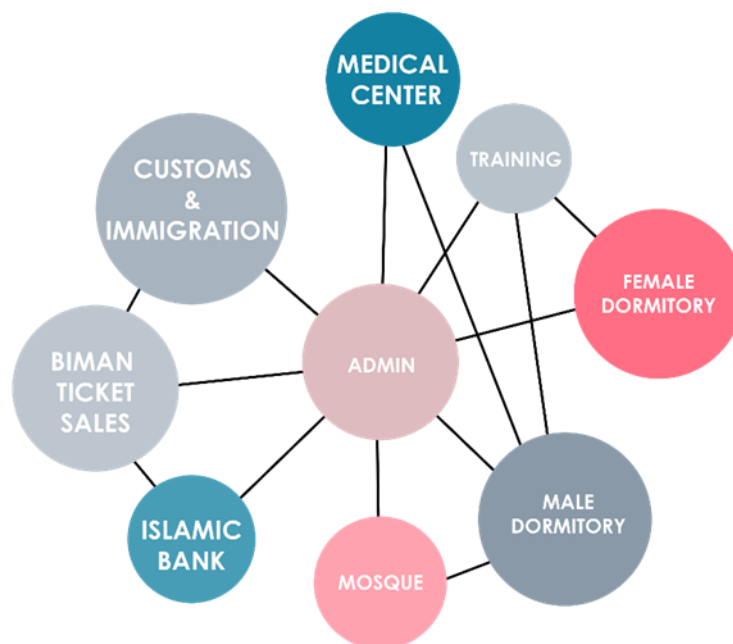 MEDICAL
CENTER
TRAINING
CUSTOMS
&
IMMIGRATION
FEMALE
DORMITORY
BIMAN
TICKET
SALES
ADMIN
MALE
DORMITORY
ISLAMIC
BANK
MOSQUE